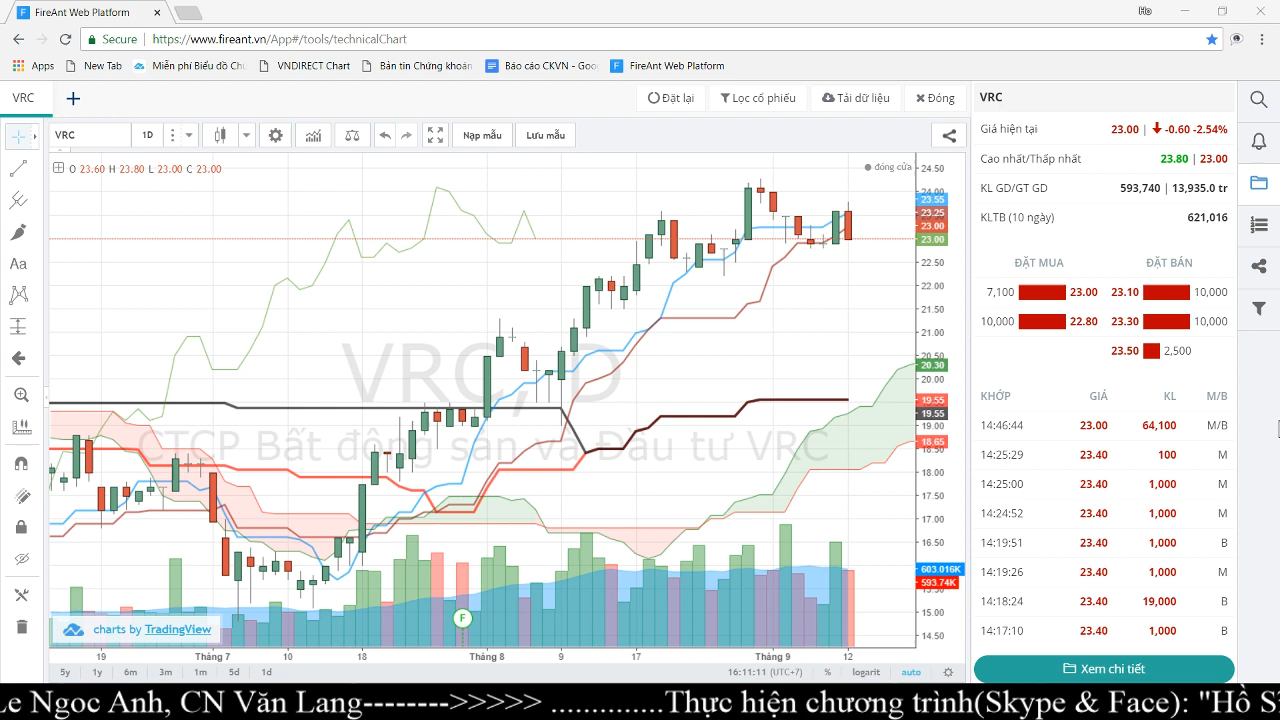 FireAnt Web Platform
Secure | https://www.fireant.vn/App#/tools/technicalChart
Apps New Tab Miễn phí Biểu đồ Chu VNDIRECT Chart Bản tin Chứng khoán Báo cáo CKVN - Goog FireAnt Web Platform
VRC + Đặt lại Lọc cổ phiếu Tải dữ liệu Đóng
VRC 1D Nạp mẫu Lưu mẫu
O 23.60 H 23.80 L 23.00 C 23.00
đóng cửa
VRC, D
CTCP Bất động sản và Đầu tư VRC
24.50
24.00
23.55
23.25
23.00
23.00
22.50
22.00
21.50
21.00
20.50
20.30
20.00
19.55
19.55
19.00
18.65
18.50
18.00
17.50
17.00
16.50
603.016K
593.74K
15.50
15.00
14.50
F
charts by TradingView
19 Tháng 7 10 18 Tháng 8 9 17 Tháng 9 12
5y 1y 6m 3m 1m 5d 1d 16:11:11 (UTC+7) % logarit auto
VRC
Giá hiện tại 23.00 | -0.60 -2.54%
Cao nhất/Thấp nhất 23.80 | 23.00
KL GD/GT GD 593,740 | 13,935.0 tr
KLTB (10 ngày) 621,016
ĐẶT MUA ĐẶT BÁN
7,100 23.00 23.10 10,000
10,000 22.80 23.30 10,000
23.50 2,500
KHỚP GIÁ KL M/B
14:46:44 23.00 64,100 M/B
14:25:29 23.40 100 M
14:25:00 23.40 1,000 M
14:24:52 23.40 1,000 M
14:19:51 23.40 1,000 B
14:19:26 23.40 1,000 M
14:18:24 23.40 19,000 B
14:17:10 23.40 1,000 B
Xem chi tiết
Le Ngoc Anh, CN Văn Lang-------->>>>> ..............Thực hiện chương trình(Skype & Face): "Hồ S